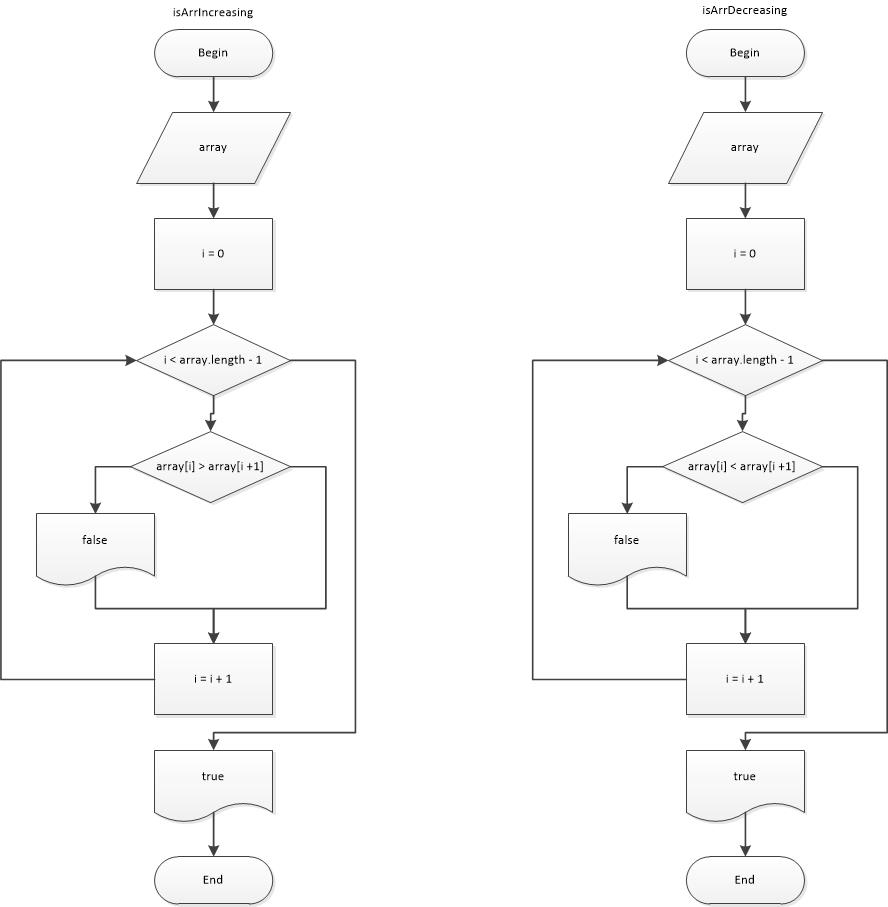 isArrIncreasing
Begin
array
i = 0
i < array.length - 1
array[i] > array[i +1]
false
i = i + 1
true
End
isArrDecreasing
Begin
array
i = 0
i < array.length - 1
array[i] < array[i +1]
false
i = i + 1
true
End